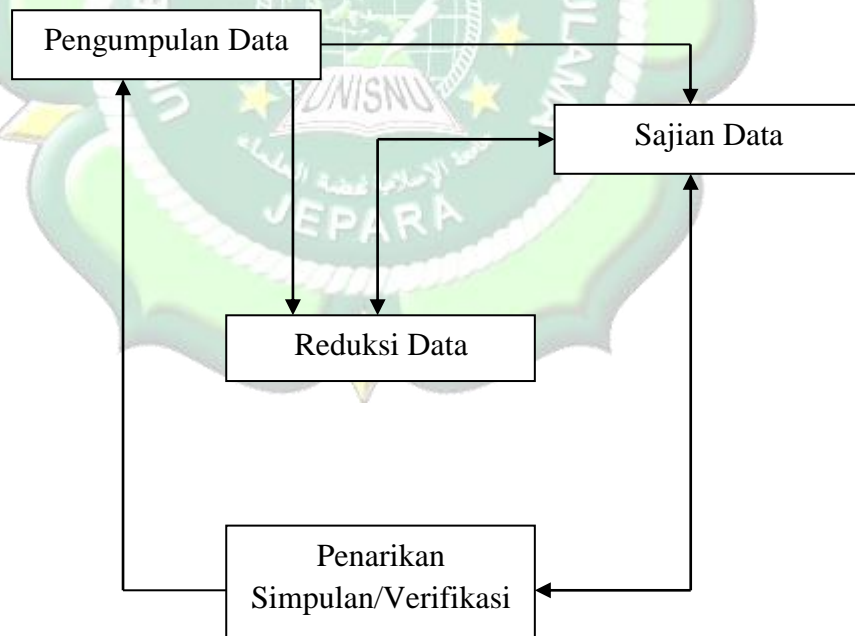 Pengumpulan Data
Sajian Data
UNISNU
JEPARA
Reduksi Data
Penarikan
Simpulan/Verifikasi